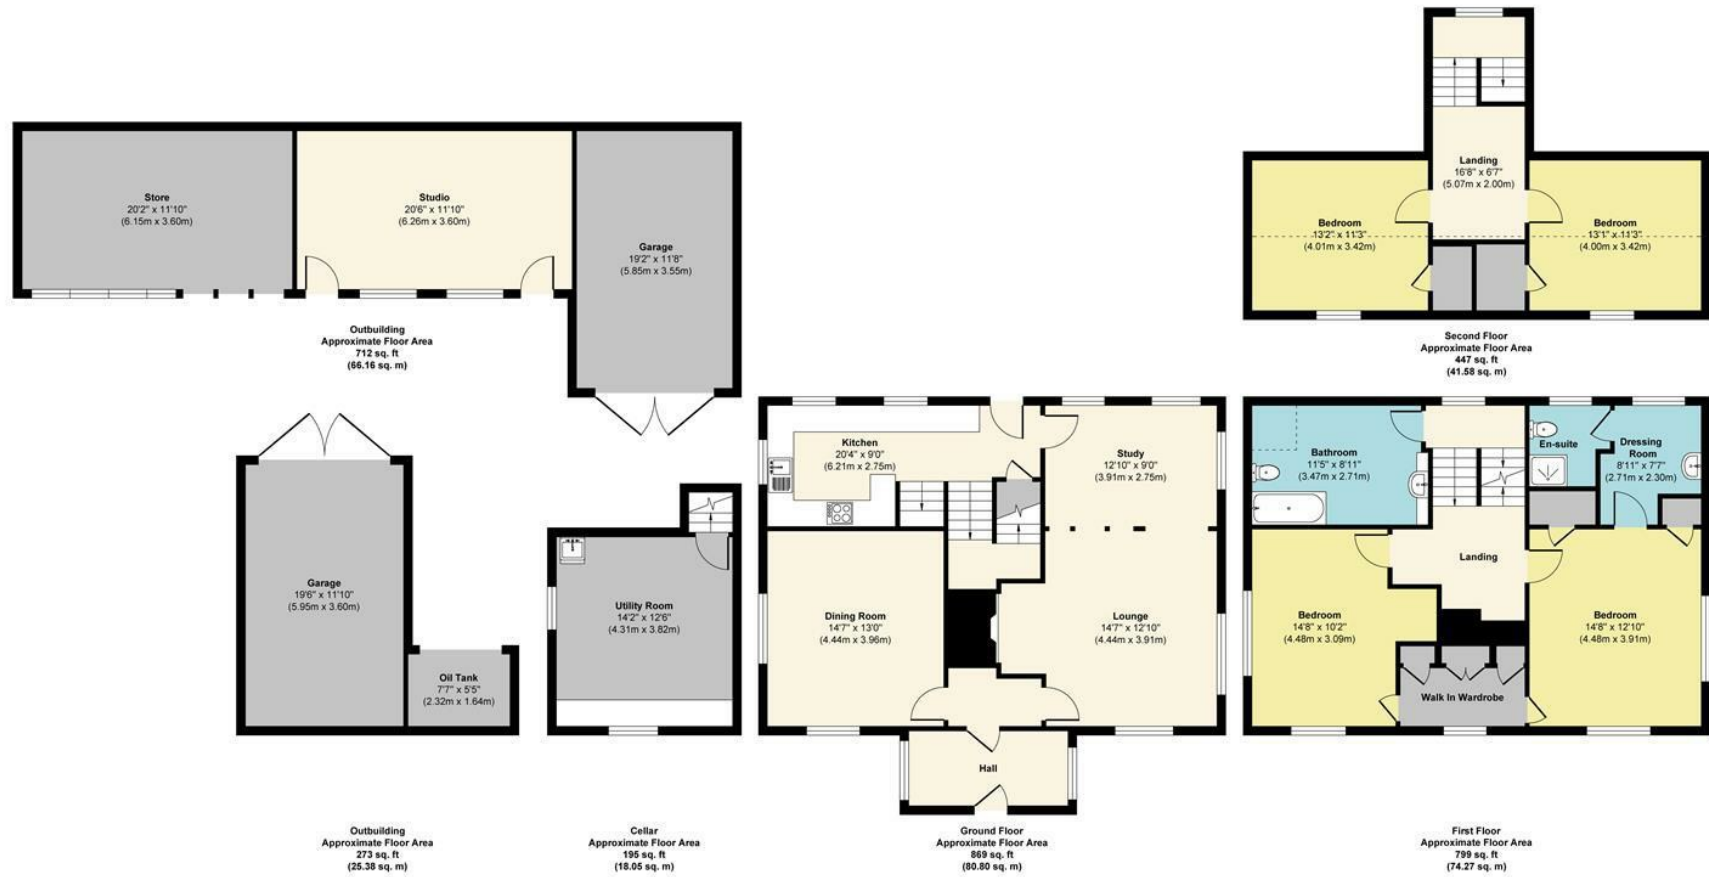 Store
20'2" x 11'10"
(6.15m x 3.60m)
Studio
20'6" x 11'10"
(6.26m x 3.60m)
Garage
19'2" x 11'8"
(5.85m x 3.55m)
Outbuilding
Approximate Floor Area
712 sq. ft
(66.16 sq. m)
Landing
16'8" x 6'7"
(5.07m x 2.00m)
Bedroom
13'2" x 11'3"
(4.01m x 3.42m)
Bedroom
13'1" x 11'3"
(4.00m x 3.42m)
Second Floor
Approximate Floor Area
447 sq. ft
(41.58 sq. m)
Garage
19'6" x 11'10"
(5.95m x 3.60m)
Oil Tank
7'7" x 5'5"
(2.32m x 1.64m)
Outbuilding
Approximate Floor Area
273 sq. ft
(25.38 sq. m)
Utility Room
14'2" x 12'6"
(4.31m x 3.82m)
Cellar
Approximate Floor Area
195 sq. ft
(18.05 sq. m)
Kitchen
20'4" x 9'0"
(6.21m x 2.75m)
Study
12'10" x 9'0"
(3.91m x 2.75m)
Dining Room
14'7" x 13'0"
(4.44m x 3.96m)
Lounge
14'7" x 12'10"
(4.44m x 3.91m)
Hall
Ground Floor
Approximate Floor Area
869 sq. ft
(80.80 sq. m)
Bathroom
11'5" x 8'11"
(3.47m x 2.71m)
En-suite
Dressing
Room
8'11" x 7'7"
(2.71m x 2.30m)
Landing
Bedroom
14'8" x 10'2"
(4.48m x 3.09m)
Bedroom
14'8" x 12'10"
(4.48m x 3.91m)
Walk In Wardrobe
First Floor
Approximate Floor Area
799 sq. ft
(74.27 sq. m)